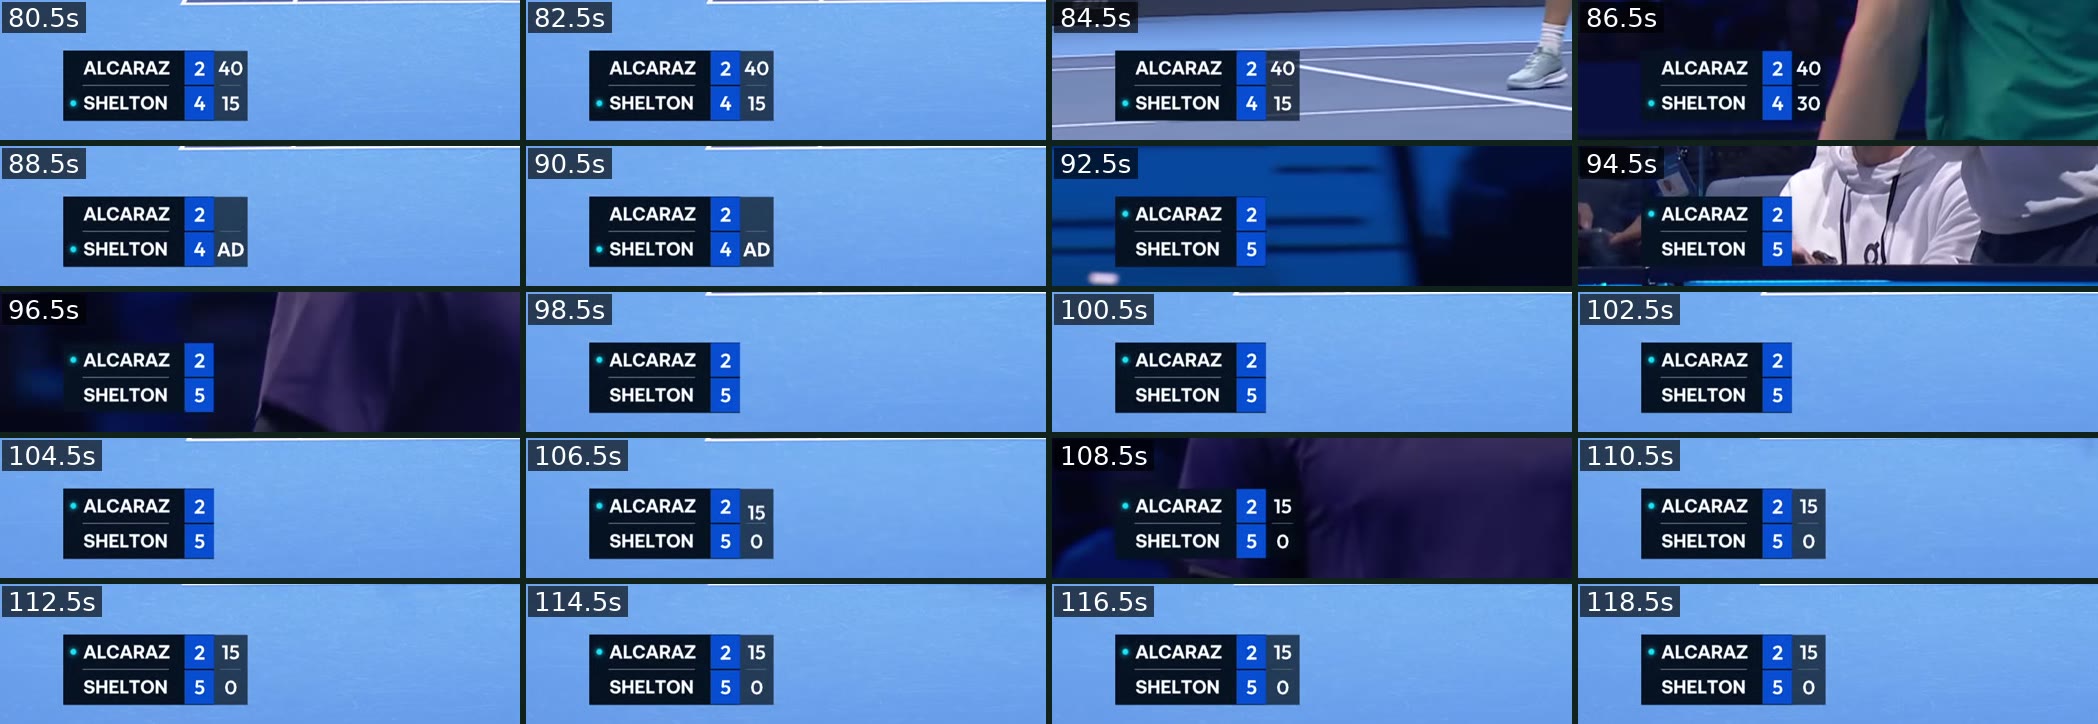 80.5s
ALCARAZ 2 40
SHELTON 4 15
82.5s
ALCARAZ 2 40
SHELTON 4 15
84.5s
ALCARAZ 2 40
SHELTON 4 15
86.5s
ALCARAZ 2 40
SHELTON 4 30
88.5s
ALCARAZ 2
SHELTON 4 AD
90.5s
ALCARAZ 2
SHELTON 4 AD
92.5s
ALCARAZ 2
SHELTON 5
94.5s
ALCARAZ 2
SHELTON 5
96.5s
ALCARAZ 2
SHELTON 5
98.5s
ALCARAZ 2
SHELTON 5
100.5s
ALCARAZ 2
SHELTON 5
102.5s
ALCARAZ 2
SHELTON 5
104.5s
ALCARAZ 2
SHELTON 5
106.5s
ALCARAZ 2 15
SHELTON 5 0
108.5s
ALCARAZ 2 15
SHELTON 5 0
110.5s
ALCARAZ 2 15
SHELTON 5 0
112.5s
ALCARAZ 2 15
SHELTON 5 0
114.5s
ALCARAZ 2 15
SHELTON 5 0
116.5s
ALCARAZ 2 15
SHELTON 5 0
118.5s
ALCARAZ 2 15
SHELTON 5 0